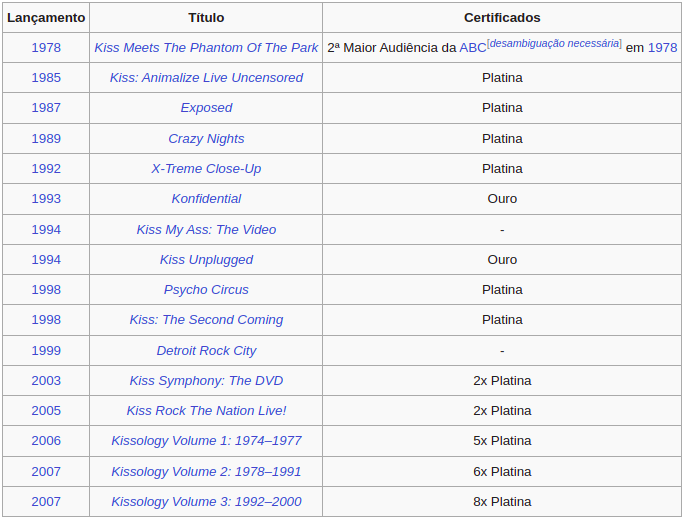 Lançamento Título Certificados
1978 Kiss Meets The Phantom Of The Park 2ª Maior Audiência da ABC[desambiguação necessária] em 1978
1985 Kiss: Animalize Live Uncensored Platina
1987 Exposed Platina
1989 Crazy Nights Platina
1992 X-Treme Close-Up Platina
1993 Konfidential Ouro
1994 Kiss My Ass: The Video -
1994 Kiss Unplugged Ouro
1998 Psycho Circus Platina
1998 Kiss: The Second Coming Platina
1999 Detroit Rock City -
2003 Kiss Symphony: The DVD 2x Platina
2005 Kiss Rock The Nation Live! 2x Platina
2006 Kissology Volume 1: 1974–1977 5x Platina
2007 Kissology Volume 2: 1978–1991 6x Platina
2007 Kissology Volume 3: 1992–2000 8x Platina